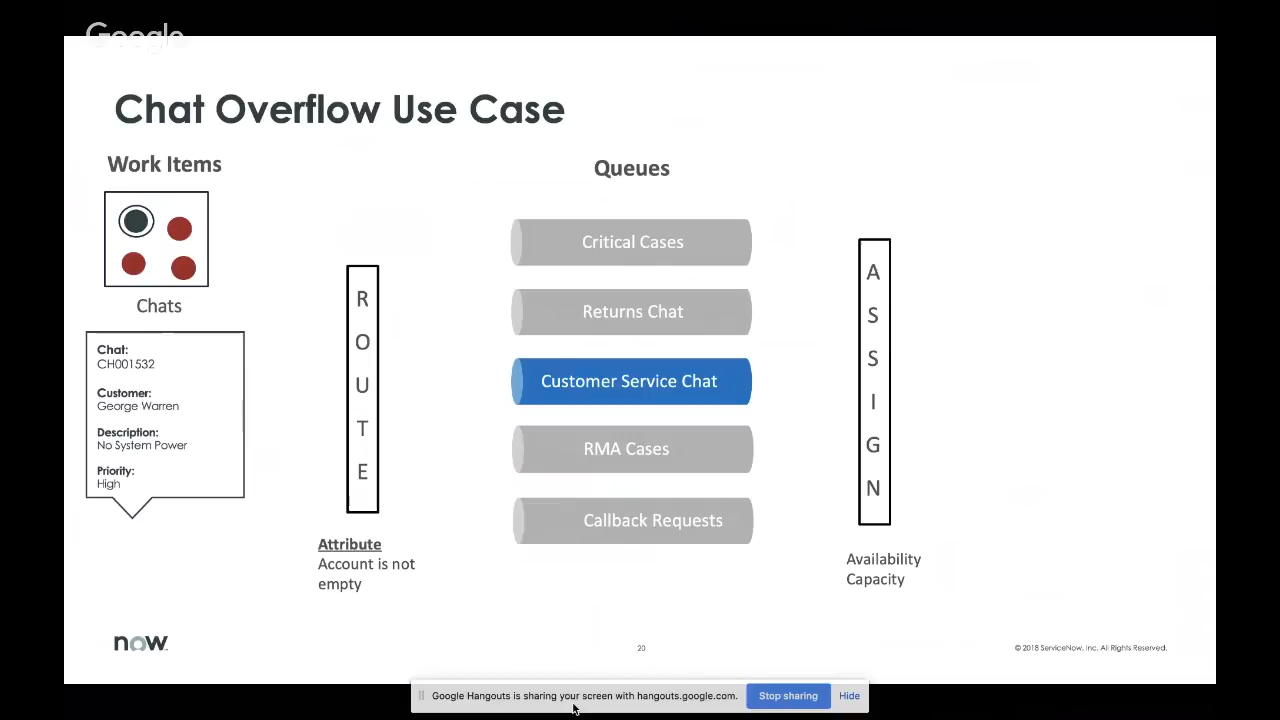 Google
Chat Overflow Use Case
Work Items
Chats
Chat:
CH001532
Customer:
George Warren
Description:
No System Power
Priority:
High
ROUTE
Attribute
Account is not
empty
Queues
Critical Cases
Returns Chat
Customer Service Chat
RMA Cases
Callback Requests
ASSIGN
Availability
Capacity
now
20
© 2018 ServiceNow, Inc. All Rights Reserved.
Google Hangouts is sharing your screen with hangouts.google.com.
Stop sharing
Hide